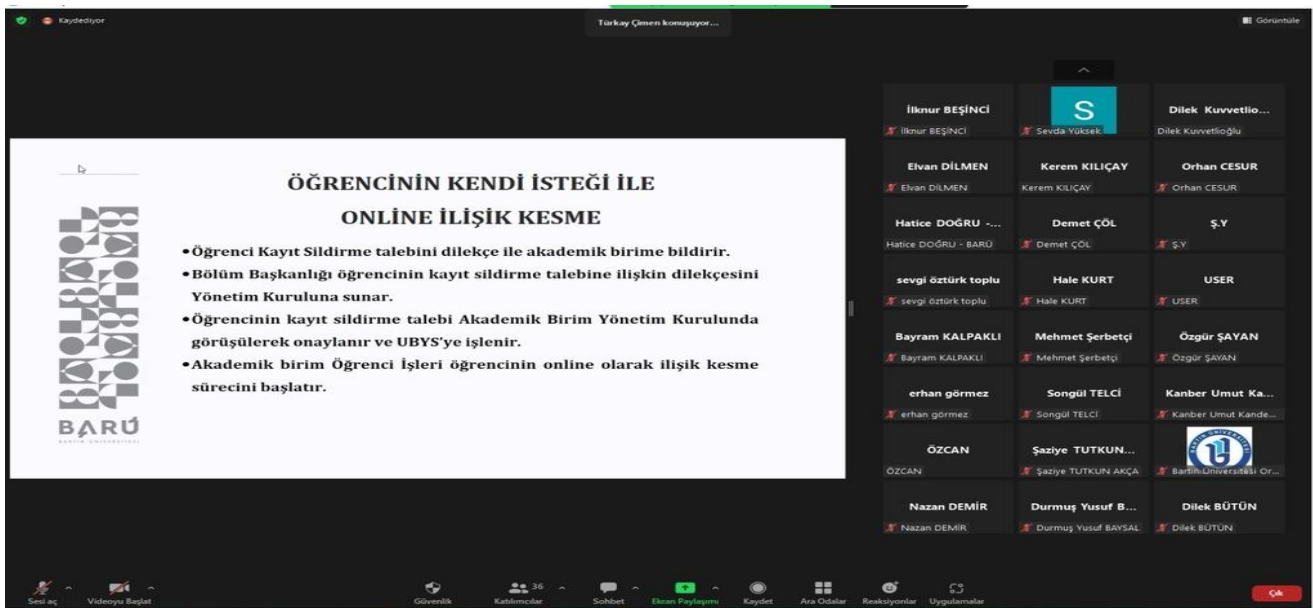 Kaydediyor
Türkay Çimen konuşuyor...
Görüntüle
ÖĞRENCİNİN KENDİ İSTEĞİ İLE
ONLİNE İLİŞİK KESME
•Öğrenci Kayıt Sildirme talebini dilekçe ile akademik birime bildirir.
•Bölüm Başkanlığı öğrencinin kayıt sildirme talebine ilişkin dilekçesini
Yönetim Kuruluna sunar.
•Öğrencinin kayıt sildirme talebi Akademik Birim Yönetim Kurulunda
görüşülerek onaylanır ve UBYS'ye işlenir.
•Akademik birim Öğrenci İşleri öğrencinin online olarak ilişik kesme
sürecini başlatır.
BARÜ
BARTIN ÜNİVERSİTESİ
İlknur BEŞİNCİ
S
Dilek Kuvvetlio...
İlknur BEŞİNCİ
Sevda Yüksek
Dilek Kuvvetlioğlu
Elvan DİLMEN
Kerem KILIÇAY
Orhan CESUR
Elvan DİLMEN
Kerem KILIÇAY
Orhan CESUR
Hatice DOĞRU -...
Demet ÇÖL
Ş.Y
Hatice DOĞRU - BARÜ
Demet ÇÖL
Ş.Y
sevgi öztürk toplu
Hale KURT
USER
sevgi öztürk toplu
Hale KURT
USER
Bayram KALPAKLI
Mehmet Şerbetçi
Özgür ŞAYAN
Bayram KALPAKLI
Mehmet Şerbetçi
Özgür ŞAYAN
erhan görmez
Songül TELCİ
Kanber Umut Ka...
erhan görmez
Songül TELCİ
Kanber Umut Kande...
ÖZCAN
Şaziye TUTKUN...
ÖZCAN
Şaziye TUTKUN AKÇA
Bartın Üniversitesi Or...
Nazan DEMİR
Durmuş Yusuf B...
Dilek BÜTÜN
Nazan DEMİR
Durmuş Yusuf BAYSAL
Dilek BÜTÜN
Sesi aç
Videoyu Başlat
Güvenlik
36
Katılımcılar
Sohbet
Ekran Paylaşımı
Kaydet
Ara Odalar
Reaksiyonlar
Uygulamalar
Çık